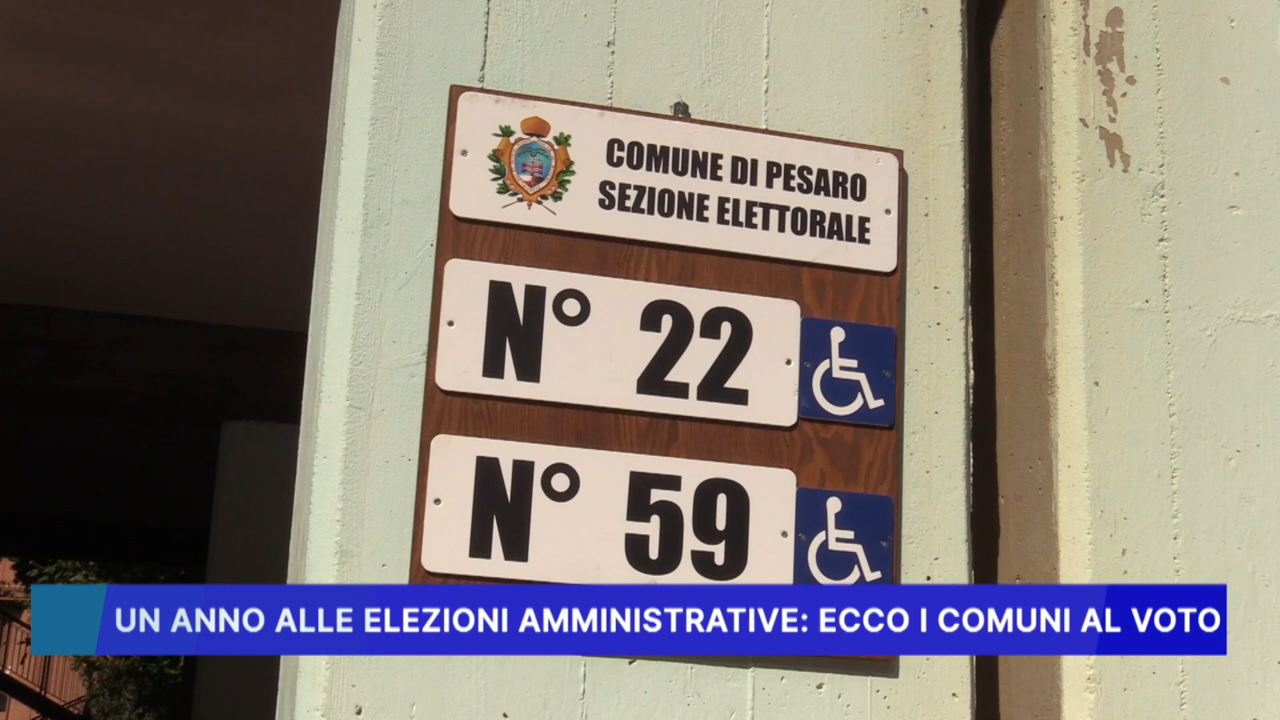 COMUNE DI PESARO
SEZIONE ELETTORALE
N° 22
N° 59
UN ANNO ALLE ELEZIONI AMMINISTRATIVE: ECCO I COMUNI AL VOTO